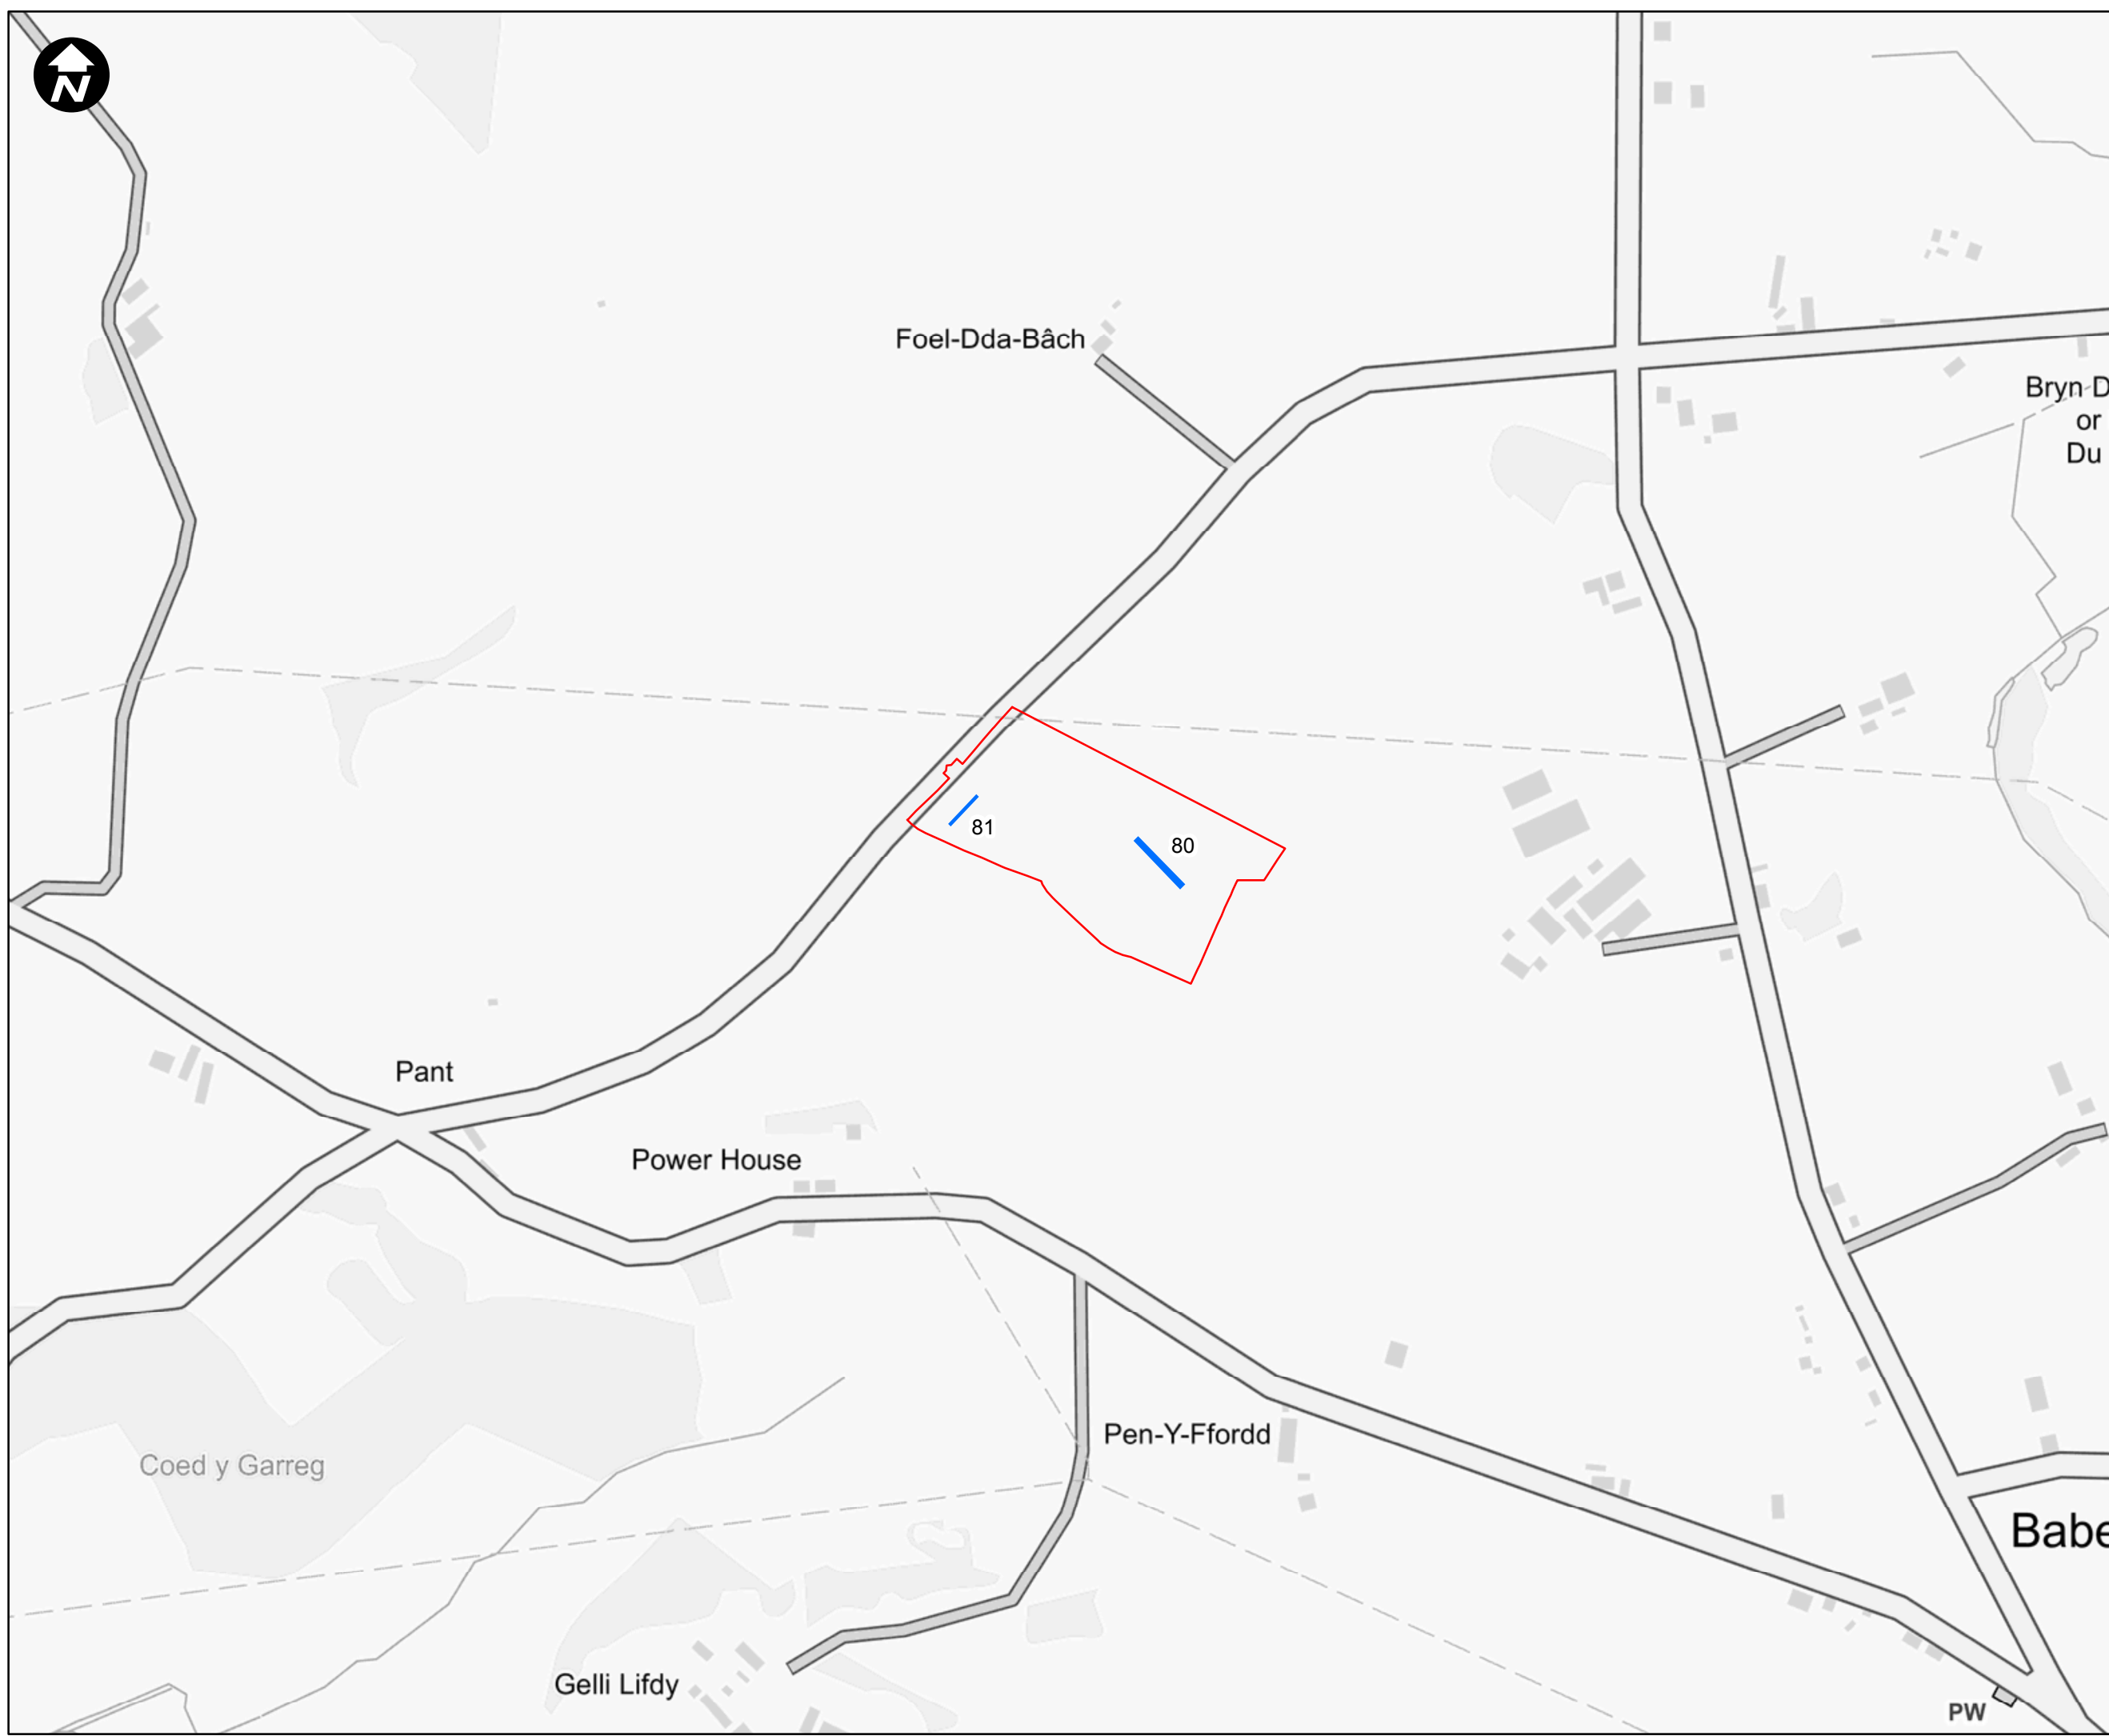 N
Foel-Dda-Bâch
Bryn D
or
Du
81
80
Pant
Power House
Pen-Y-Ffordd
Coed y Garreg
Babe
Gelli Lifdy
PW